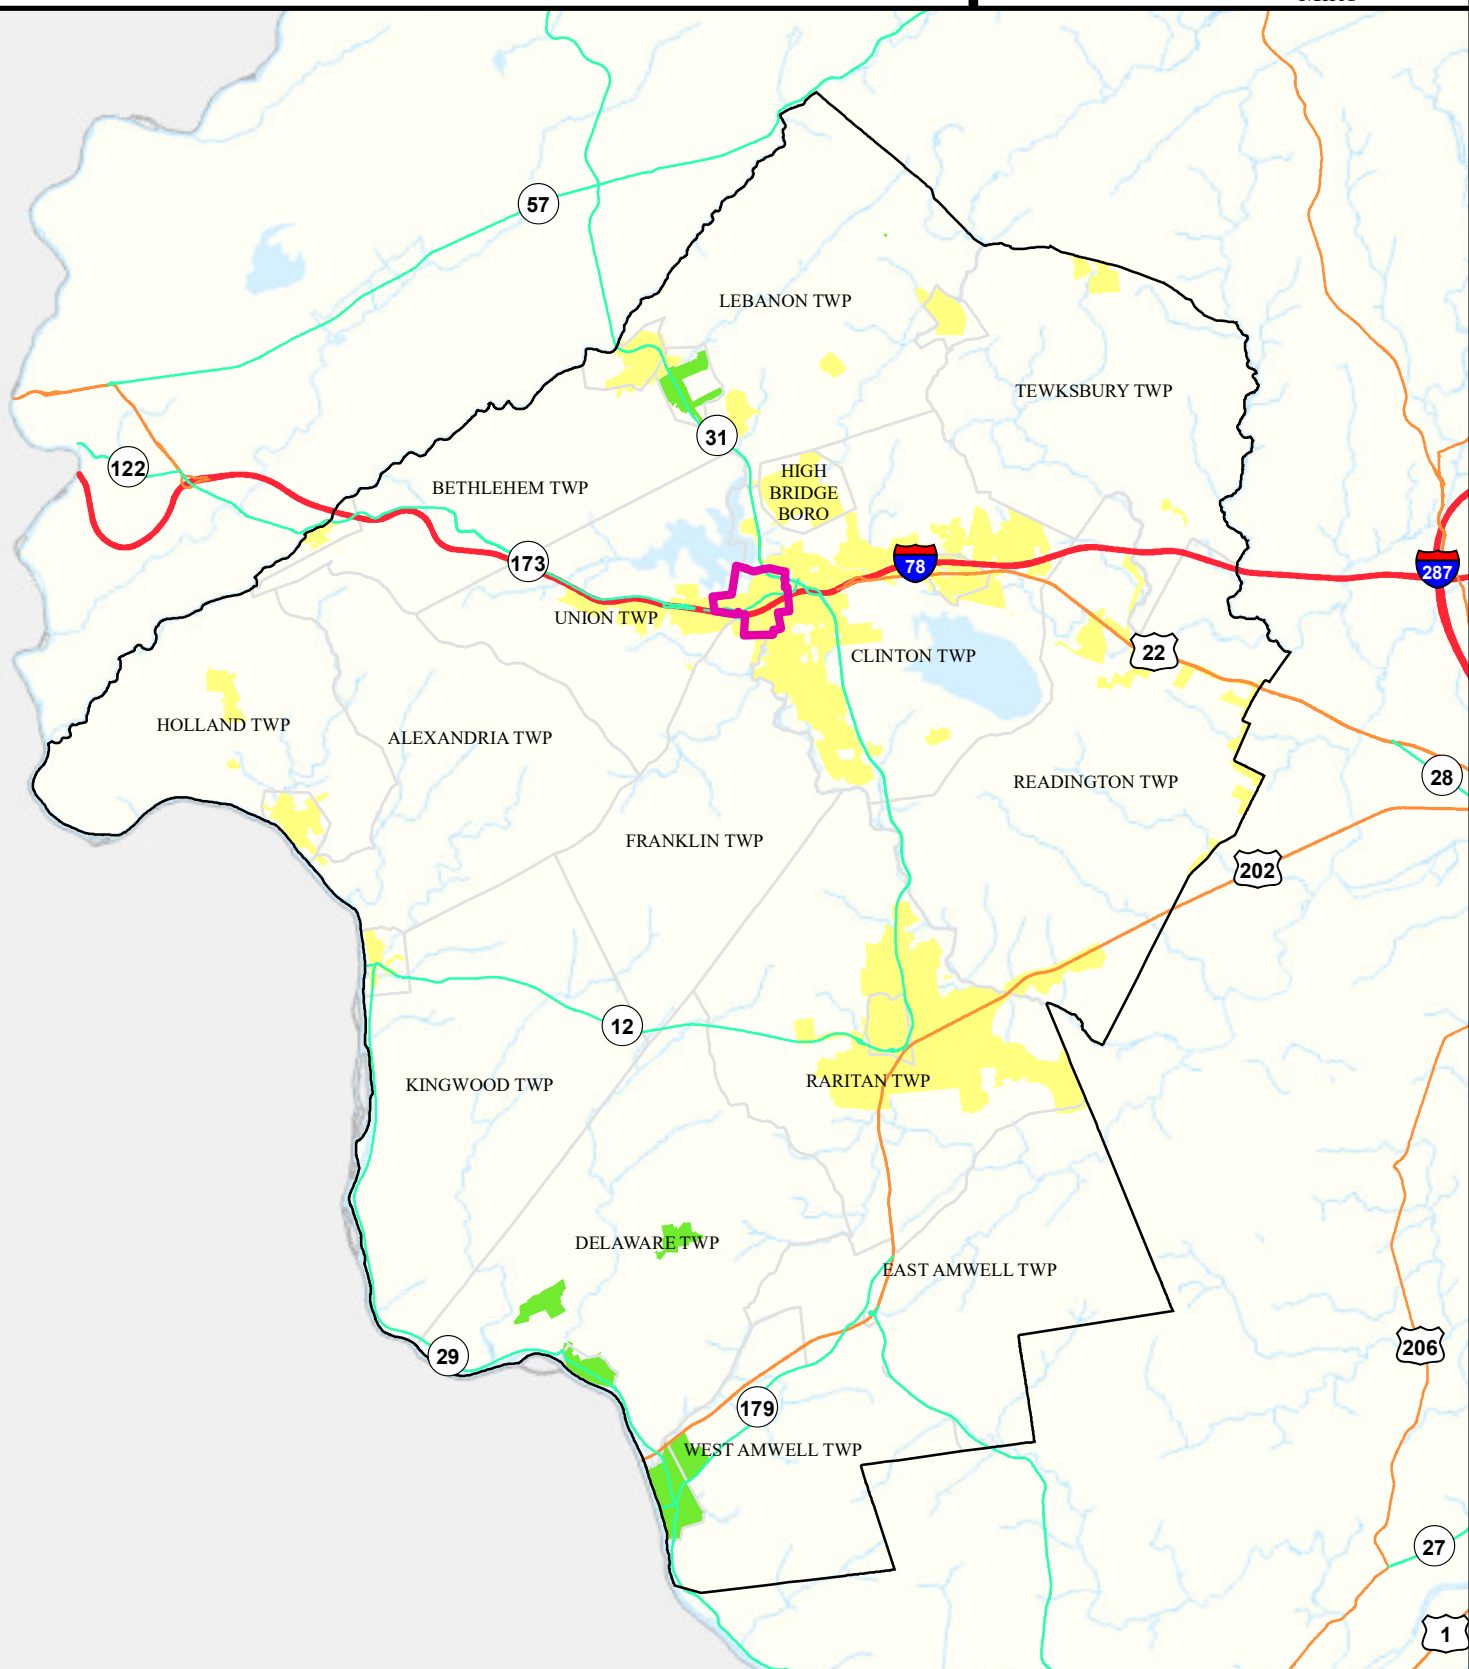 57
LEBANON TWP
TEWKSBURY TWP
31
122
HIGH
BRIDGE
BORO
BETHLEHEM TWP
173
78
287
UNION TWP
22
CLINTON TWP
HOLLAND TWP
ALEXANDRIA TWP
28
READINGTON TWP
FRANKLIN TWP
202
12
KINGWOOD TWP
RARITAN TWP
DELAWARE TWP
EAST AMWELL TWP
206
29
179
WEST AMWELL TWP
27
1